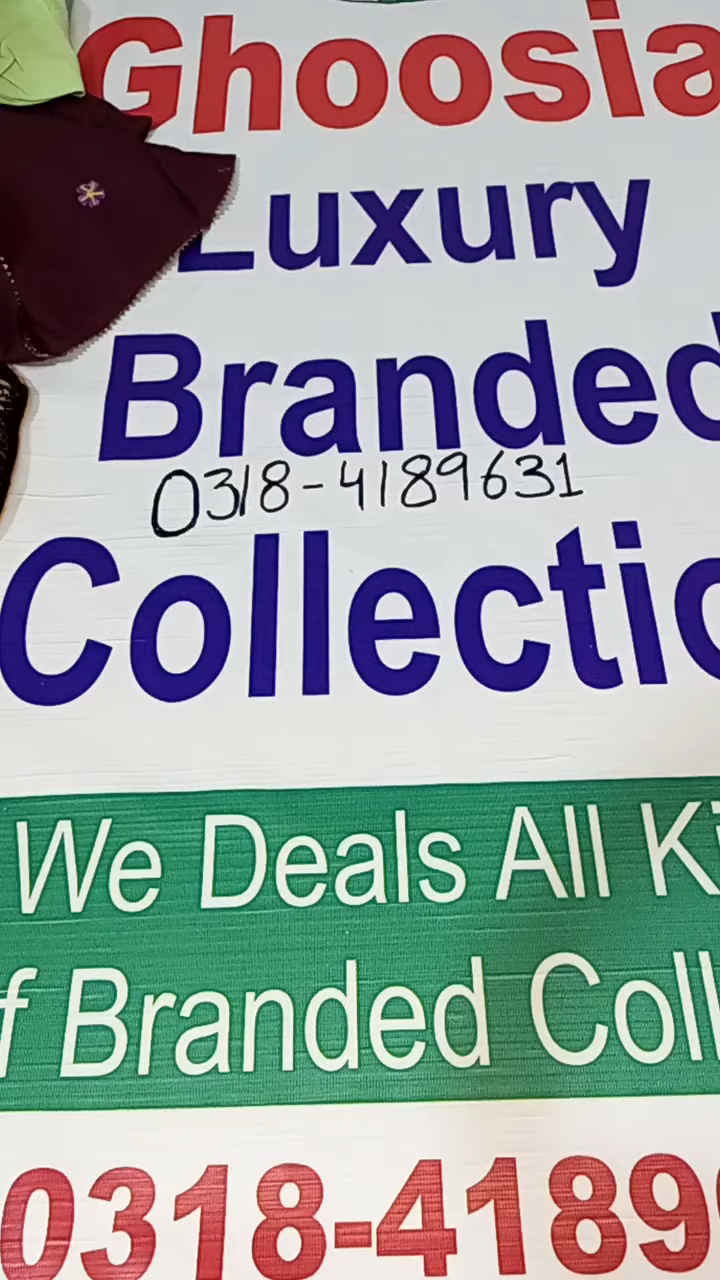 Ghoosia
Luxury
Branded
0318-4189631
Collectio
We Deals All Ki
f Branded Coll
0318-4189